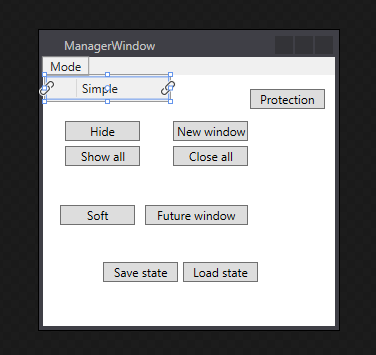 ManagerWindow
Mode
Simple
Protection
Hide
New window
Show all
Close all
Soft
Future window
Save state
Load state